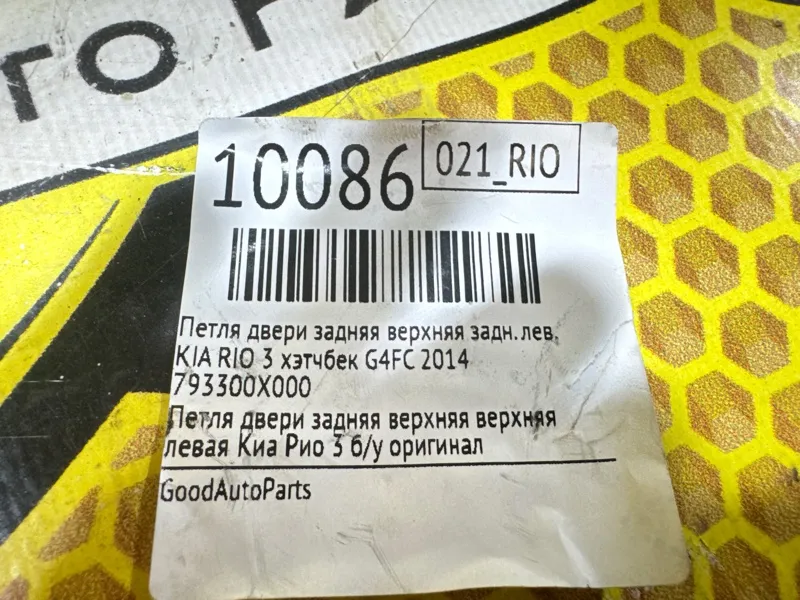 10086
021_RIO
Петля двери задняя верхняя задн.лев.
KIA RIO 3 хэтчбек G4FC 2014
793300X000
Петля двери задняя верхняя верхняя
левая Киа Рио 3 б/у оригинал
GoodAutoParts